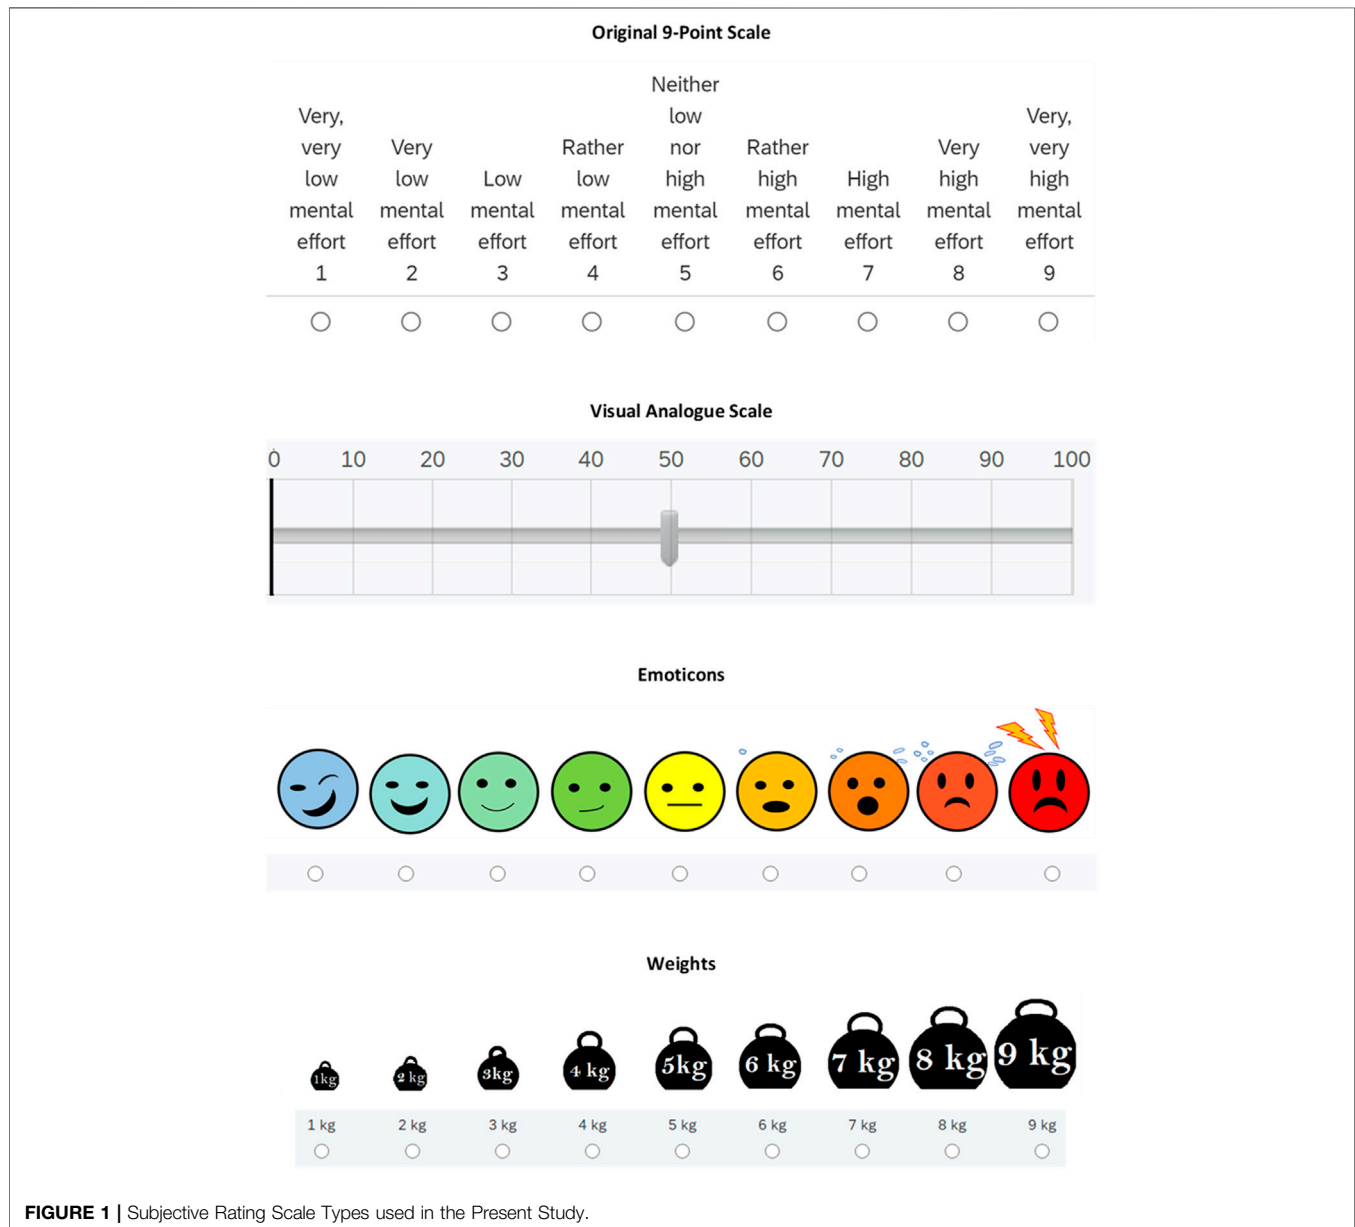 Original 9-Point Scale
Neither
Very, low Very,
very Very Rather nor Rather Very very
low low Low low high high High high high
mental mental mental mental mental mental mental mental mental
effort effort effort effort effort effort effort effort effort
1 2 3 4 5 6 7 8 9
Visual Analogue Scale
0 10 20 30 40 50 60 70 80 90 100
Emoticons
Weights
1kg 2 kg 3kg 4 kg 5kg 6 kg 7 kg 8 kg 9 kg
1 kg 2 kg 3 kg 4 kg 5 kg 6 kg 7 kg 8 kg 9 kg
FIGURE 1 | Subjective Rating Scale Types used in the Present Study.